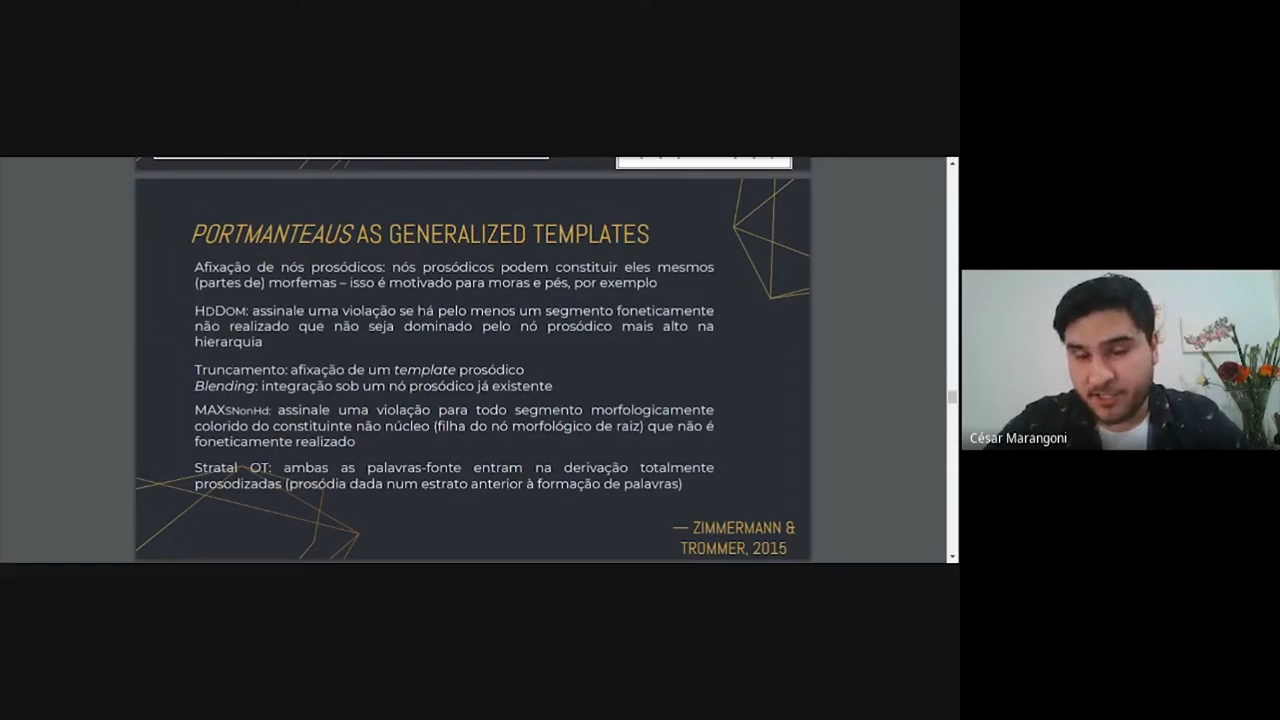 PORTMANTEAUS AS GENERALIZED TEMPLATES
Afixação de nós prosódicos: nós prosódicos podem constituir eles mesmos
(partes de) morfemas – isso é motivado para moras e pés, por exemplo
HDDOM: assinale uma violação se há pelo menos um segmento foneticamente
não realizado que não seja dominado pelo nó prosódico mais alto na
hierarquia
Truncamento: afixação de um template prosódico
Blending: integração sob um nó prosódico já existente
MAXSNonHd: assinale uma violação para todo segmento morfologicamente
colorido do constituinte não núcleo (filha do nó morfológico de raiz) que não é
foneticamente realizado
Stratal OT: ambas as palavras-fonte entram na derivação totalmente
prosodizadas (prosódia dada num estrato anterior à formação de palavras)
— ZIMMERMANN &
TROMMER, 2015
César Marangoni